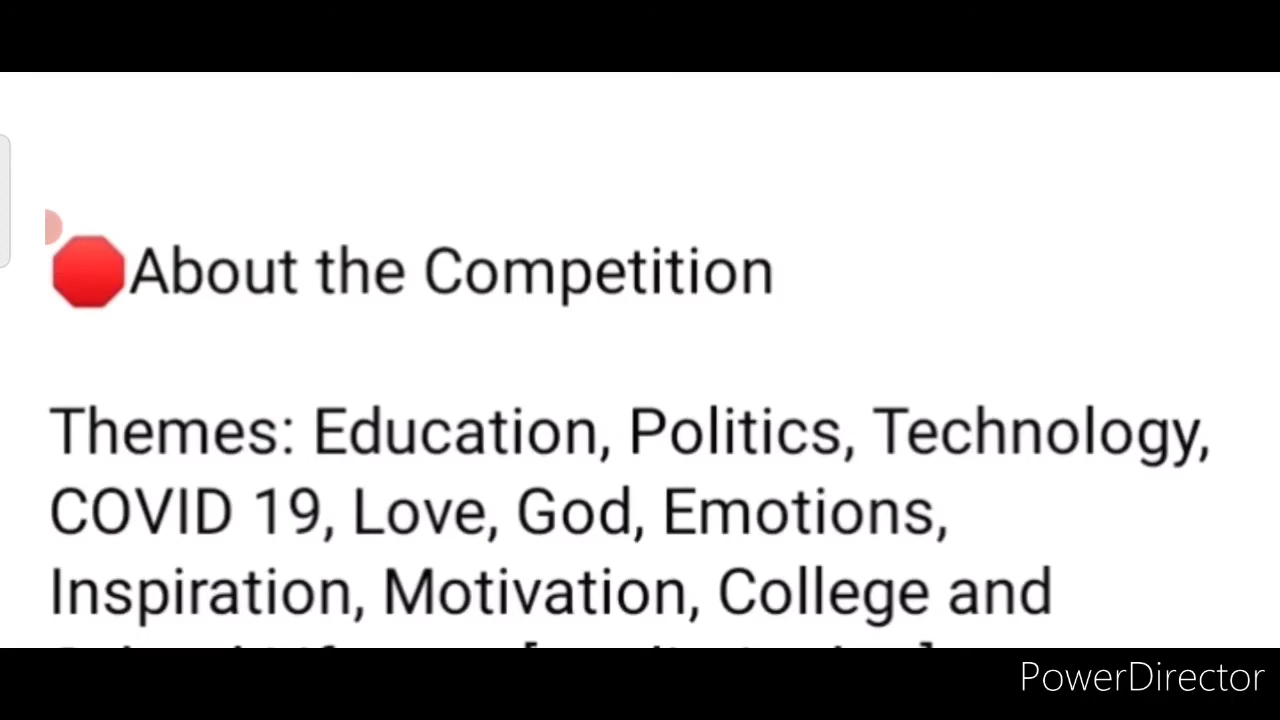 About the Competition
Themes: Education, Politics, Technology,
COVID 19, Love, God, Emotions,
Inspiration, Motivation, College and
PowerDirector